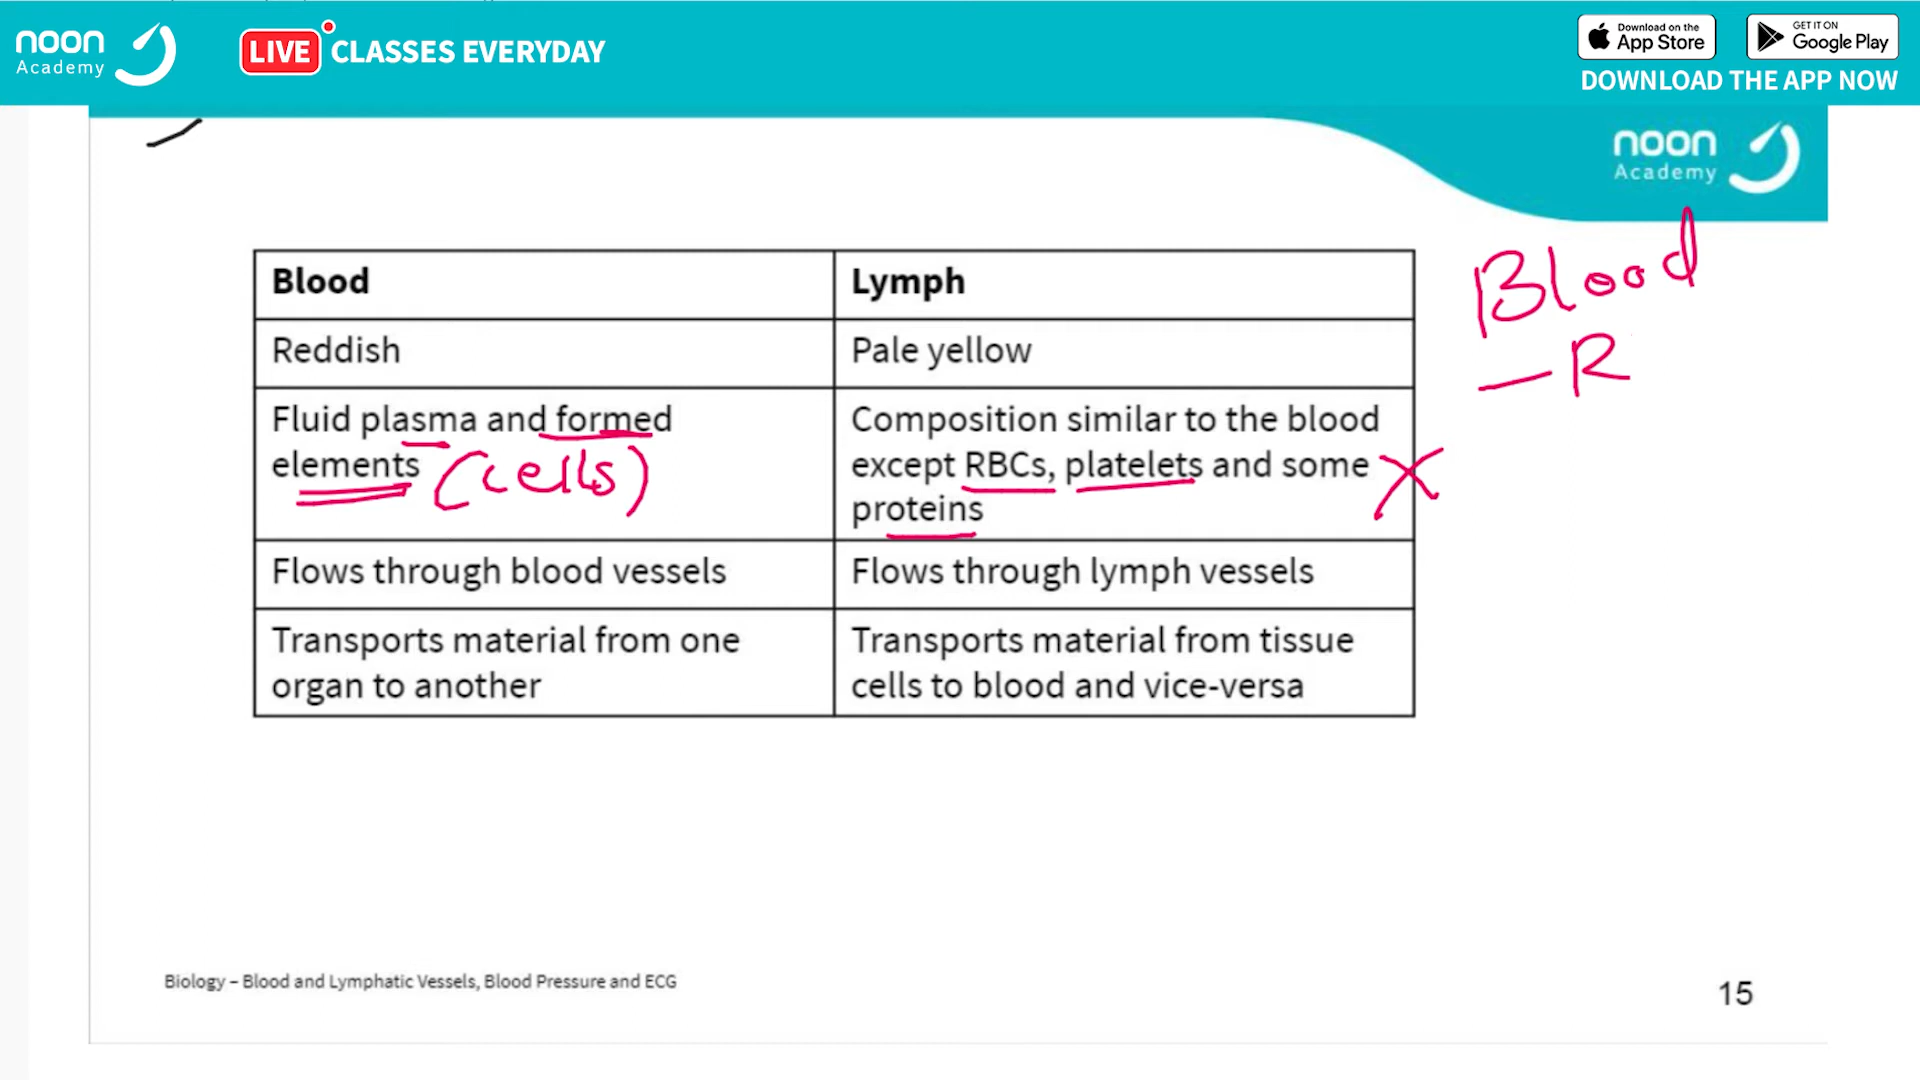 noon
Academy
LIVE CLASSES EVERYDAY
Download on the
App Store
GET IT ON
Google Play
DOWNLOAD THE APP NOW
noon
Academy
Blood
Lymph
Reddish
Pale yellow
Fluid plasma and formed
elements (cells)
Composition similar to the blood
except RBCs, platelets and some
proteins
Flows through blood vessels
Flows through lymph vessels
Transports material from one
organ to another
Transports material from tissue
cells to blood and vice-versa
Blood
– R
Biology – Blood and Lymphatic Vessels, Blood Pressure and ECG
15